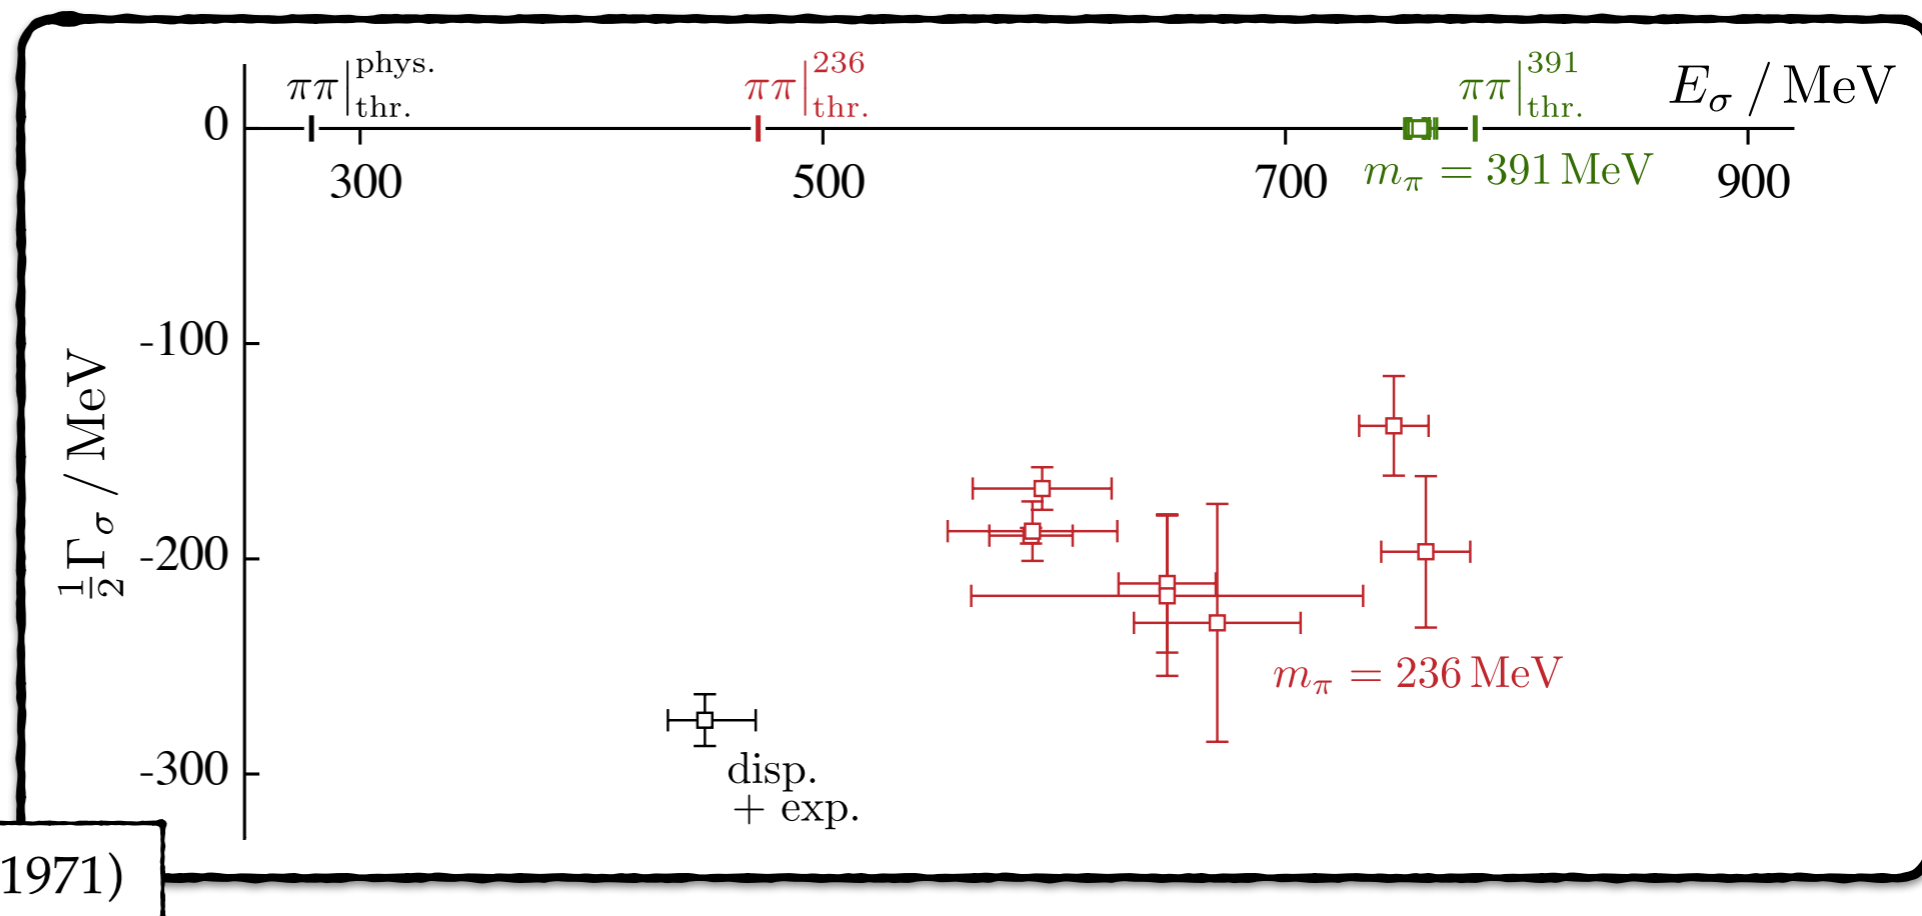 ππ|phys. thr.
ππ|236 thr.
ππ|391 thr.
E_σ / MeV
0
300
500
700
900
m_π = 391 MeV
-100
-200
-300
½Γ_σ / MeV
m_π = 236 MeV
disp.
+ exp.
1971)